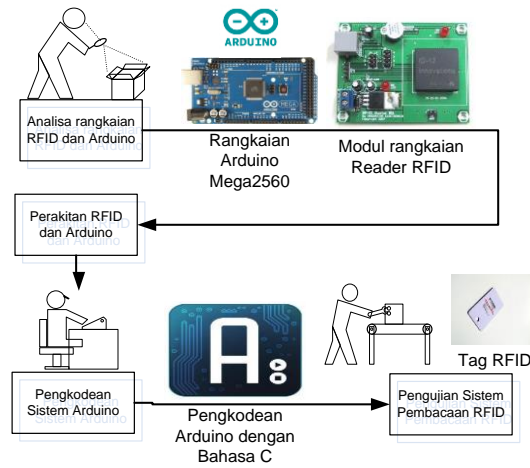 ARDUINO
Analisa rangkaian
RFID dan Arduino
Rangkaian
Arduino
Mega2560
Modul rangkaian
Reader RFID
Perakitan RFID
dan Arduino
Pengkodean
Sistem Arduino
Pengkodean
Arduino dengan
Bahasa C
Tag RFID
Pengujian Sistem
Pembacaan RFID